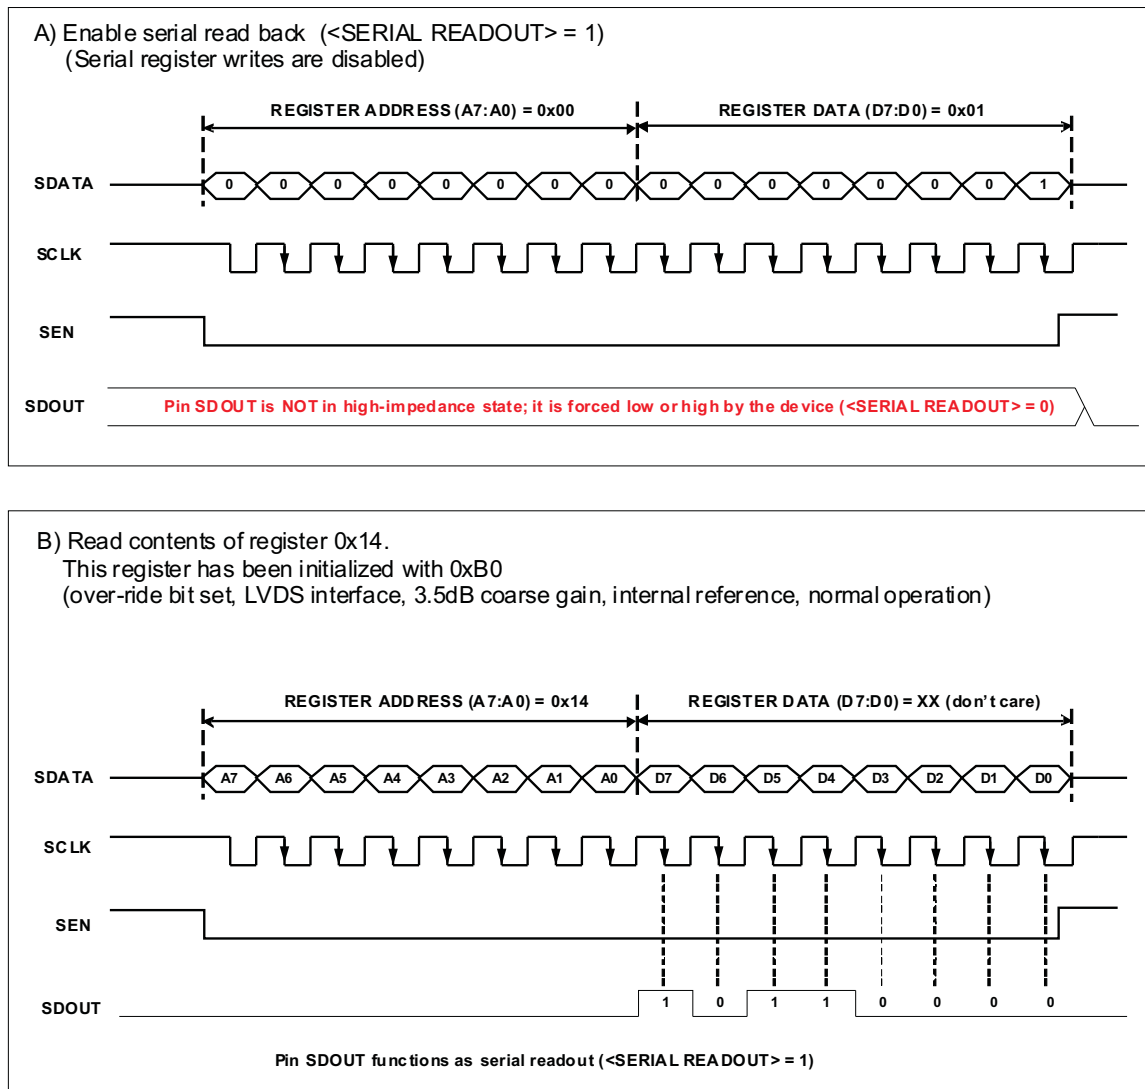 A) Enable serial read back (<SERIAL READOUT> = 1)
(Serial register writes are disabled)
REGISTER ADDRESS (A7:A0) = 0x00 REGISTER DATA (D7:D0) = 0x01
SDATA 0 0 0 0 0 0 0 0 0 0 0 0 0 0 0 1
SCLK
SEN
SDOUT Pin SDOUT is NOT in high-impedance state; it is forced low or high by the device (<SERIAL READOUT> = 0)
B) Read contents of register 0x14.
This register has been initialized with 0xB0
(over-ride bit set, LVDS interface, 3.5dB coarse gain, internal reference, normal operation)
REGISTER ADDRESS (A7:A0) = 0x14 REGISTER DATA (D7:D0) = XX (don't care)
SDATA A7 A6 A5 A4 A3 A2 A1 A0 D7 D6 D5 D4 D3 D2 D1 D0
SCLK
SEN
SDOUT 1 0 1 1 0 0 0 0
Pin SDOUT functions as serial readout (<SERIAL READOUT> = 1)